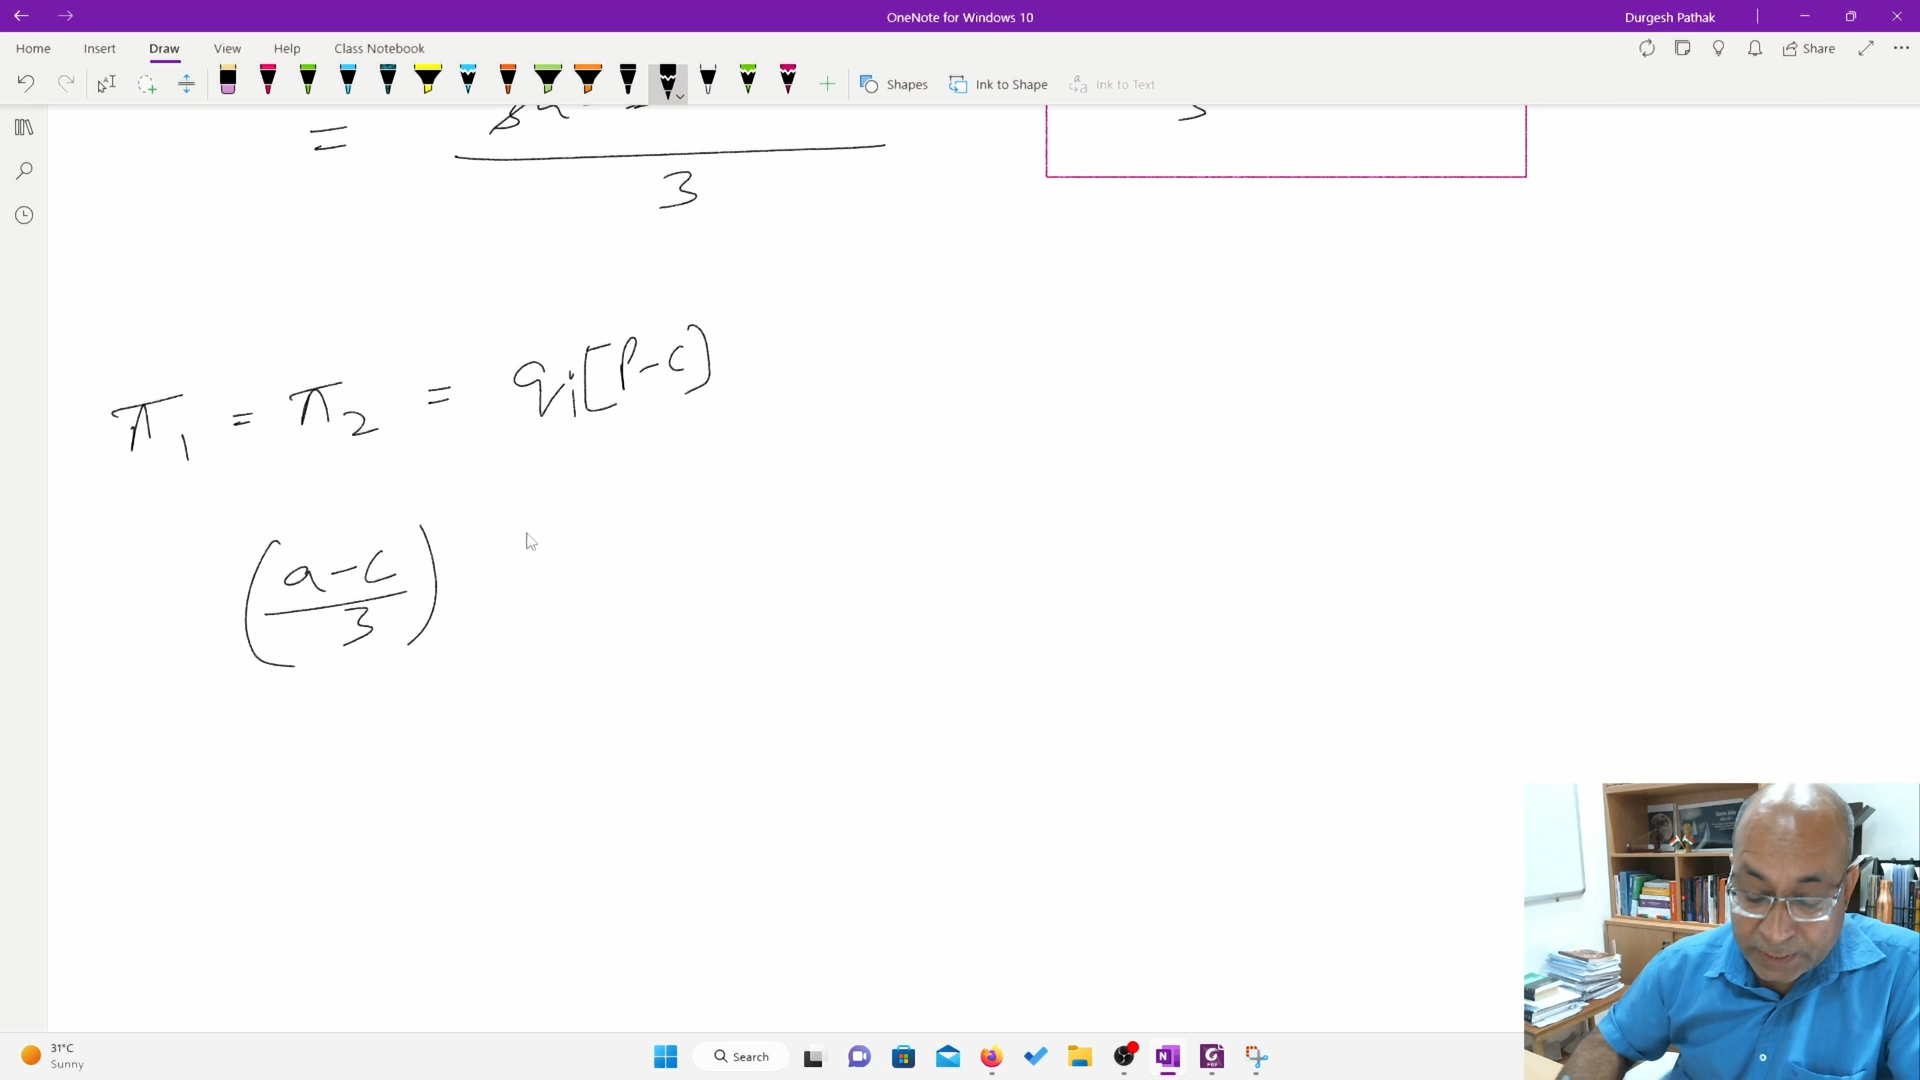 OneNote for Windows 10
Durgesh Pathak
Home Insert Draw View Help Class Notebook
Share
Shapes Ink to Shape Ink to Text
=
3
π₁ = π₂ = qᵢ[P-C]
(a-c
3)
31°C
Sunny
Search